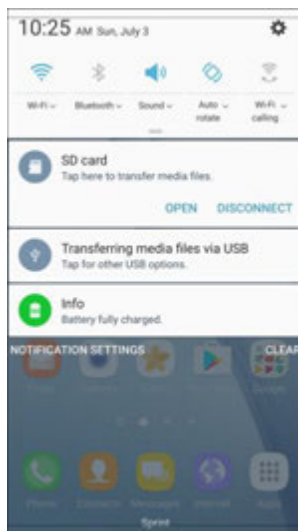 10:25 AM Sun, July 3
Wi-Fi Bluetooth Sound Auto rotate Wi-Fi calling
SD card
Tap here to transfer media files.
OPEN DISCONNECT
Transferring media files via USB
Tap for other USB options.
Info
Battery fully charged.
NOTIFICATION SETTINGS CLEAR
Google
Phone Contacts Messages Internet Apps
Sprint